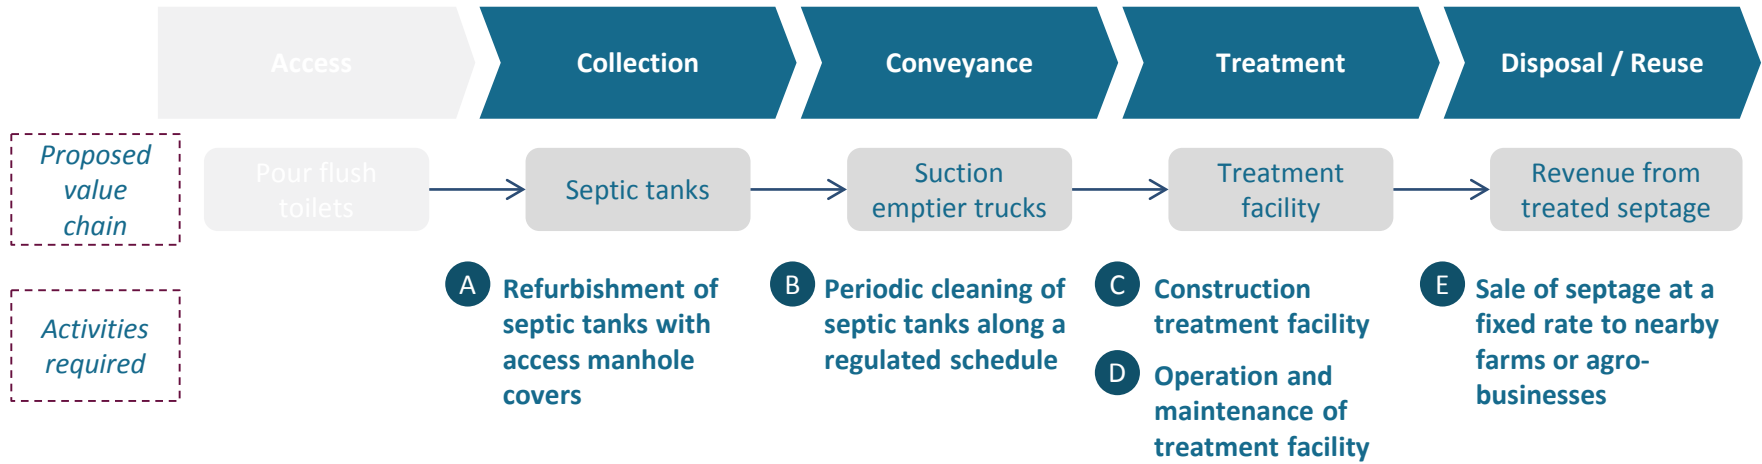 Access
Collection
Conveyance
Treatment
Disposal / Reuse
Proposed
value
chain
Pour flush
toilets
Septic tanks
Suction
emptier trucks
Treatment
facility
Revenue from
treated septage
Activities
required
A
Refurbishment of
septic tanks with
access manhole
covers
B
Periodic cleaning of
septic tanks along a
regulated schedule
C
Construction
treatment facility
D
Operation and
maintenance of
treatment facility
E
Sale of septage at a
fixed rate to nearby
farms or agro-
businesses